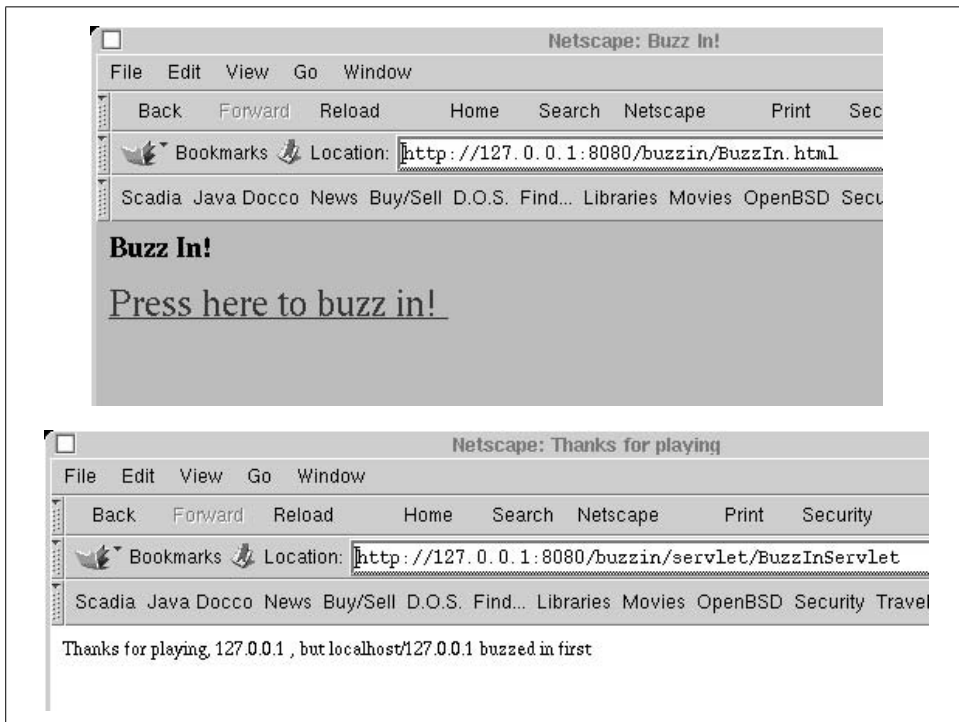 Netscape: Buzz In!
File Edit View Go Window
Back Forward Reload Home Search Netscape Print Sec
Bookmarks Location: http://127.0.0.1:8080/buzzin/BuzzIn.html
Scadia Java Docco News Buy/Sell D.O.S. Find... Libraries Movies OpenBSD Secu
Buzz In!
Press here to buzz in!
Netscape: Thanks for playing
File Edit View Go Window
Back Forward Reload Home Search Netscape Print Security
Bookmarks Location: http://127.0.0.1:8080/buzzin/servlet/BuzzInServlet
Scadia Java Docco News Buy/Sell D.O.S. Find... Libraries Movies OpenBSD Security Travel
Thanks for playing, 127.0.0.1 , but localhost/127.0.0.1 buzzed in first